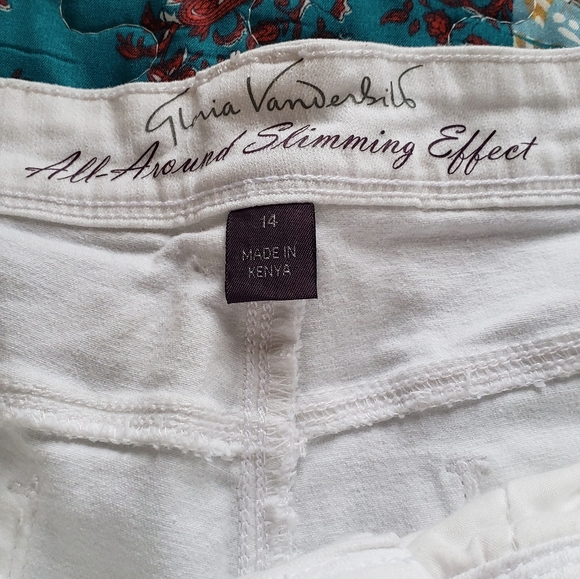 Gloria Vanderbilt
All-Around Slimming Effect
14
MADE IN
KENYA